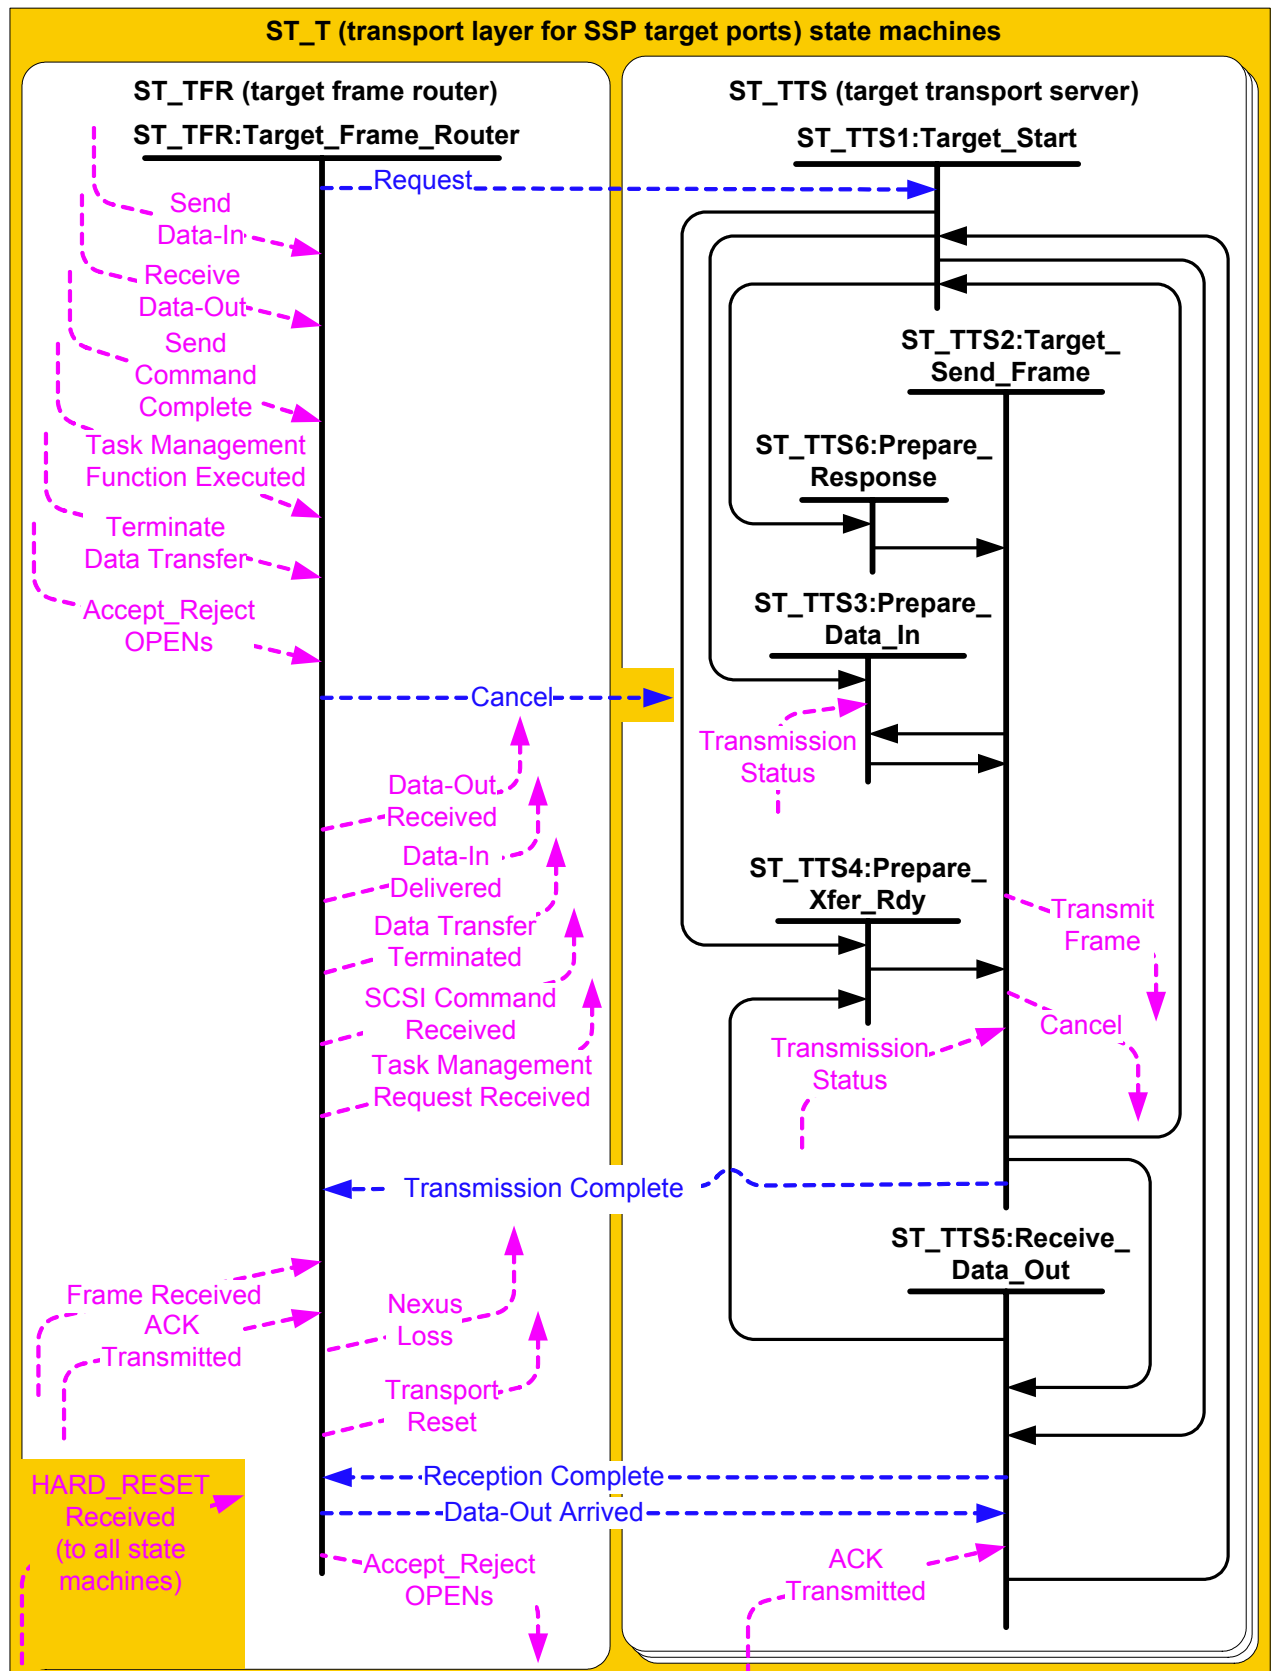 ST_T (transport layer for SSP target ports) state machines
ST_TFR (target frame router)
ST_TFR:Target_Frame_Router
Request
Send
Data-In
Receive
Data-Out
Send
Command
Complete
Task Management
Function Executed
Terminate
Data Transfer
Accept_Reject
OPENs
Cancel
Data-Out
Received
Data-In
Delivered
Data Transfer
Terminated
SCSI Command
Received
Task Management
Request Received
Transmission Complete
Frame Received
ACK
Transmitted
Nexus
Loss
Transport
Reset
HARD_RESET
Received
(to all state
machines)
Reception Complete
Data-Out Arrived
Accept_Reject
OPENs
ST_TTS (target transport server)
ST_TTS1:Target_Start
ST_TTS2:Target_
Send_Frame
ST_TTS6:Prepare_
Response
ST_TTS3:Prepare_
Data_In
Transmission
Status
ST_TTS4:Prepare_
Xfer_Rdy
Transmit
Frame
Cancel
Transmission
Status
ST_TTS5:Receive_
Data_Out
ACK
Transmitted